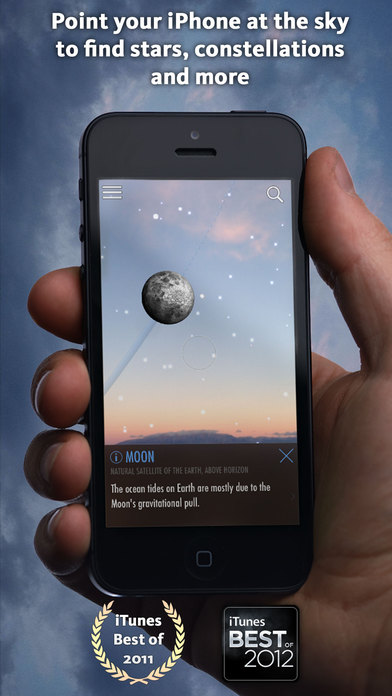 Point your iPhone at the sky
to find stars, constellations
and more
MOON
NATURAL SATELLITE OF THE EARTH, ABOVE HORIZON
The ocean tides on Earth are mostly due to the
Moon's gravitational pull.
iTunes
Best of
2011
iTunes
BEST OF
2012